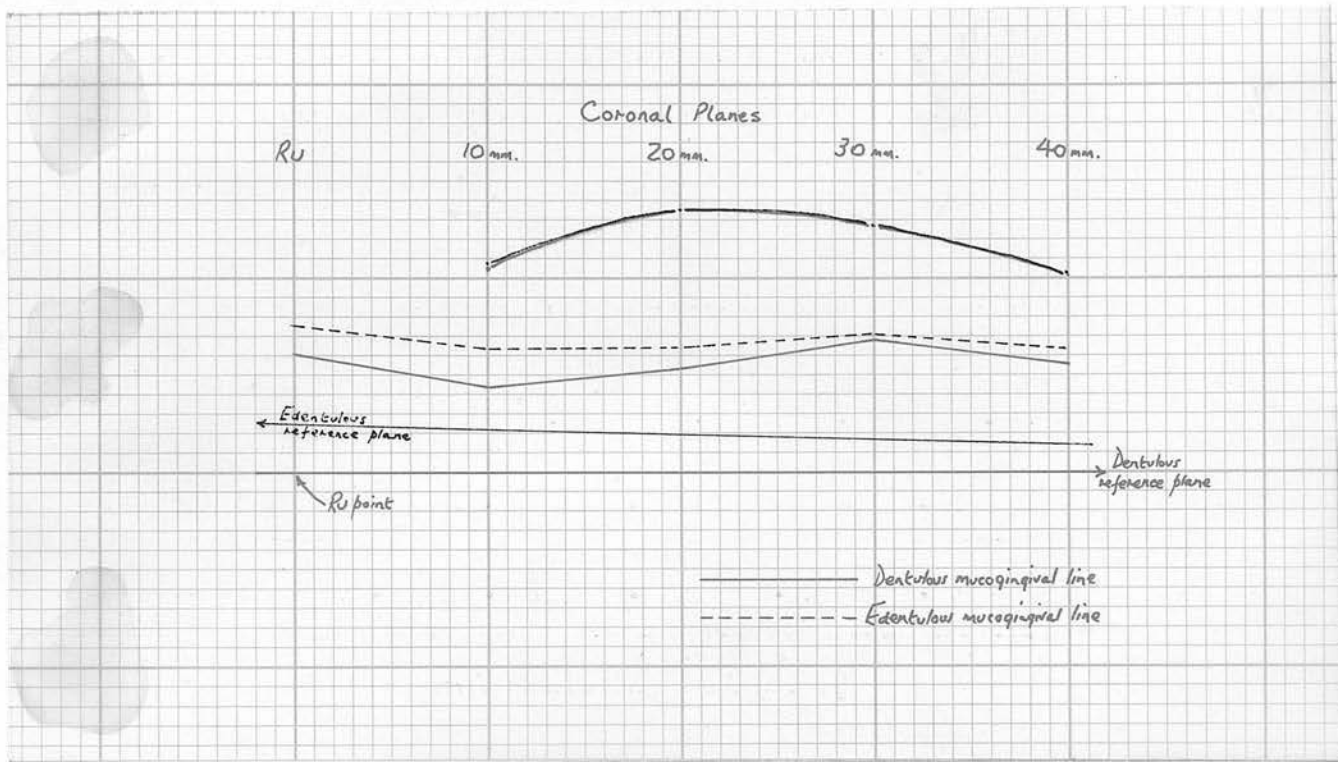 Coronal Planes
Ru 10 mm. 20 mm. 30 mm. 40 mm.
Edentulous
reference plane
Dentulous
reference plane
Ru point
Dentulous mucogingival line
Edentulous mucogingival line